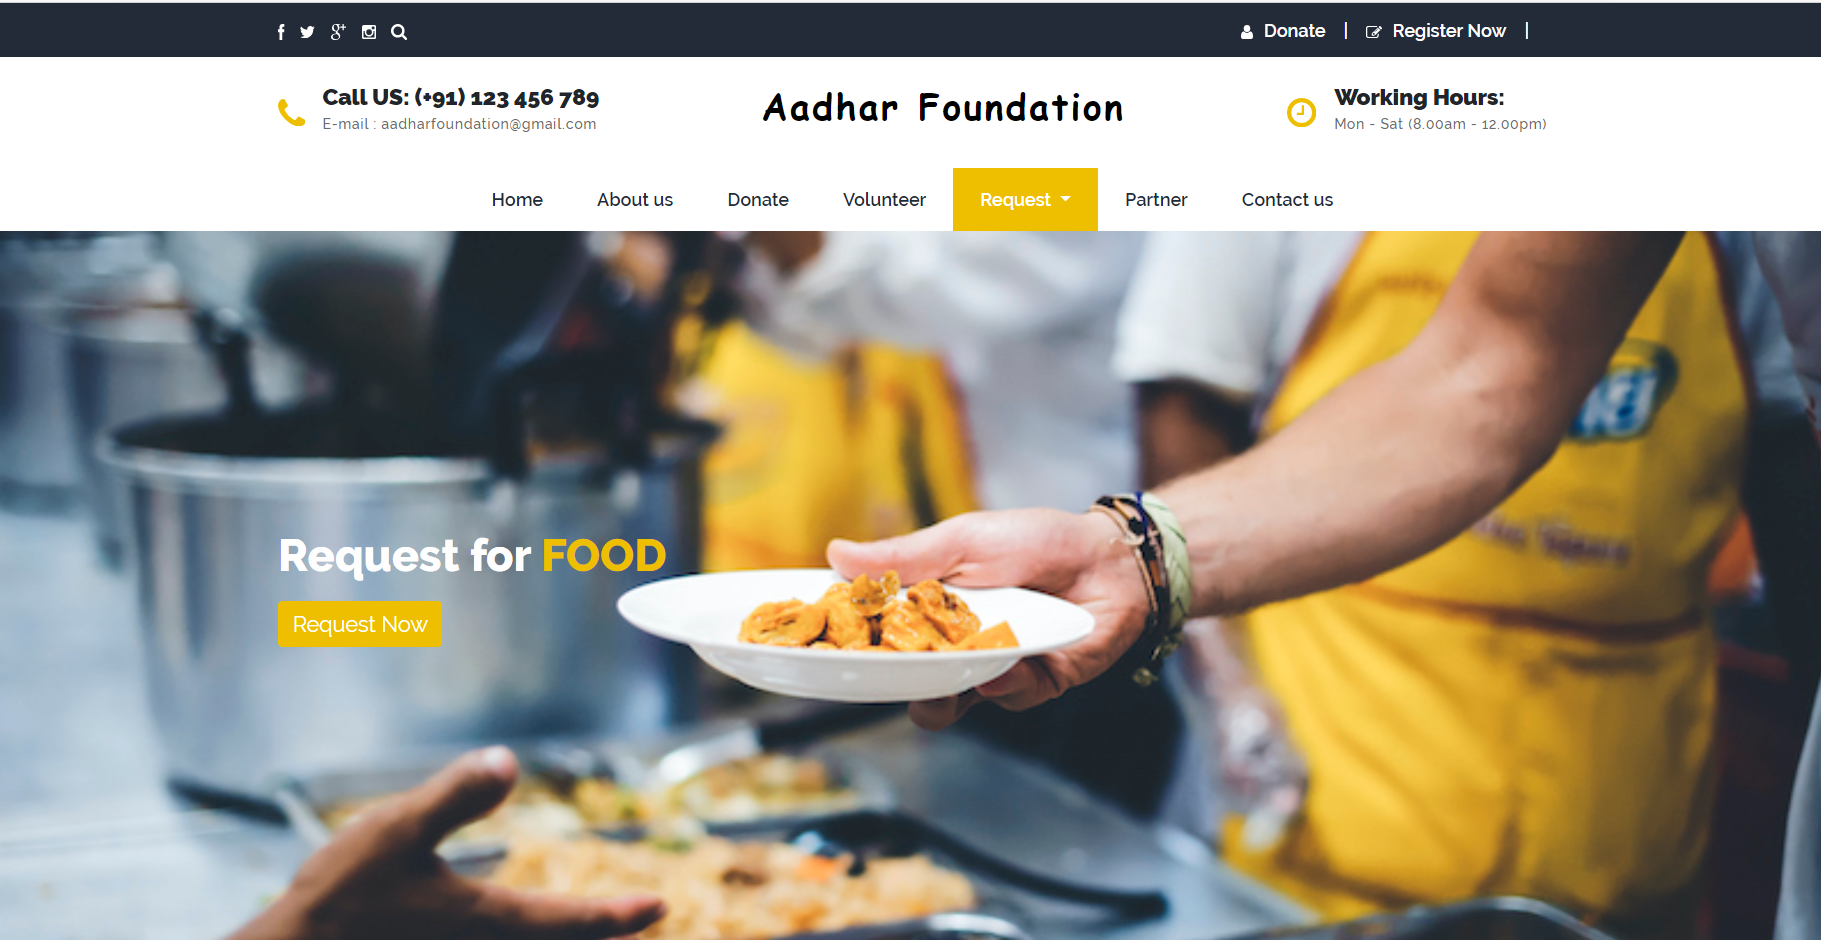 Donate | Register Now |
Call US: (+91) 123 456 789
E-mail : aadharfoundation@gmail.com
Aadhar Foundation
Working Hours:
Mon - Sat (8.00am - 12.00pm)
Home About us Donate Volunteer Request Partner Contact us
Request for FOOD
Request Now